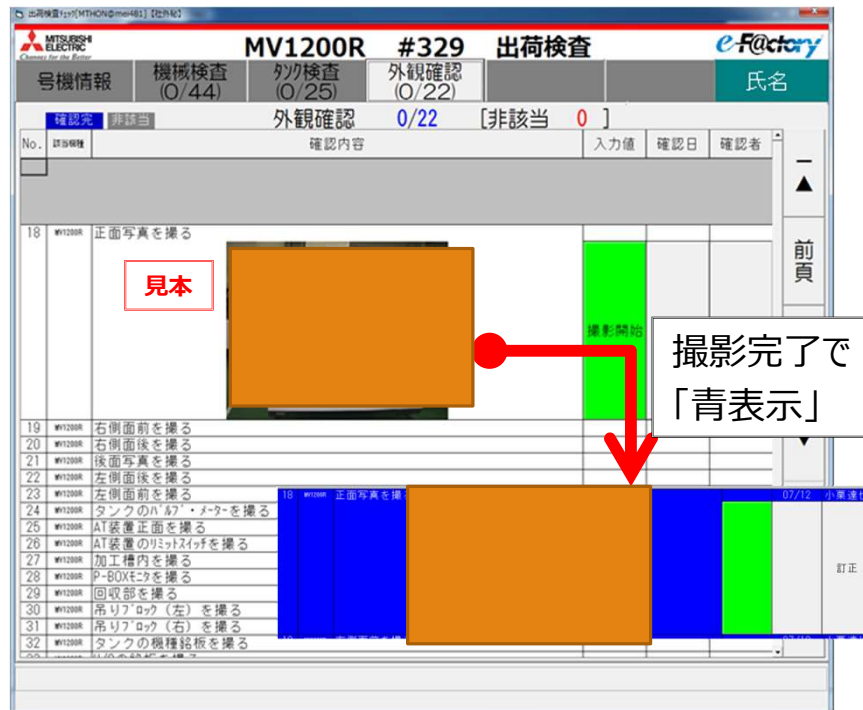 出荷検査ﾁｪｯｸ[MTHON@mei481]【社外秘】
MITSUBISHI
ELECTRIC
Changes for the Better
MV1200R #329 出荷検査
e-F@ctory
号機情報
機械検査
(0/44)
ﾀﾝｸ検査
(0/25)
外観確認
(0/22)
氏名
確認完 非該当 外観確認 0/22 [非該当 0 ]
No. 該当機種 確認内容 入力値 確認日 確認者
▲
前
頁
18 MV1200R 正面写真を撮る
見本
撮影開始
撮影完了で
「青表示」
19 MV1200R 右側面前を撮る
20 MV1200R 右側面後を撮る
21 MV1200R 後面写真を撮る
22 MV1200R 左側面後を撮る
23 MV1200R 左側面前を撮る
24 MV1200R タンクのﾊﾞﾙﾌﾞ・ﾒｰﾀｰを撮る
25 MV1200R AT装置正面を撮る
26 MV1200R AT装置のﾘﾐｯﾄｽｲｯﾁを撮る
27 MV1200R 加工槽内を撮る
28 MV1200R P-BOXﾓﾆﾀを撮る
29 MV1200R 回収部を撮る
30 MV1200R 吊りﾌﾞﾛｯｸ（左）を撮る
31 MV1200R 吊りﾌﾞﾛｯｸ（右）を撮る
32 MV1200R タンクの機種銘板を撮る
18 MV1200R 正面写真を撮 07/12 小栗達也
訂正